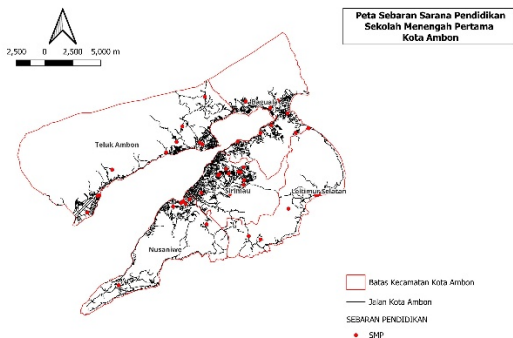 Peta Sebaran Sarana Pendidikan
Sekolah Menengah Pertama
Kota Ambon
2,500 0 2,500 5,000 m
Baguala
Teluk Ambon
Sirimau
Leitimur Selatan
Nusaniwe
Batas Kecamatan Kota Ambon
Jalan Kota Ambon
SEBARAN PENDIDIKAN
SMP